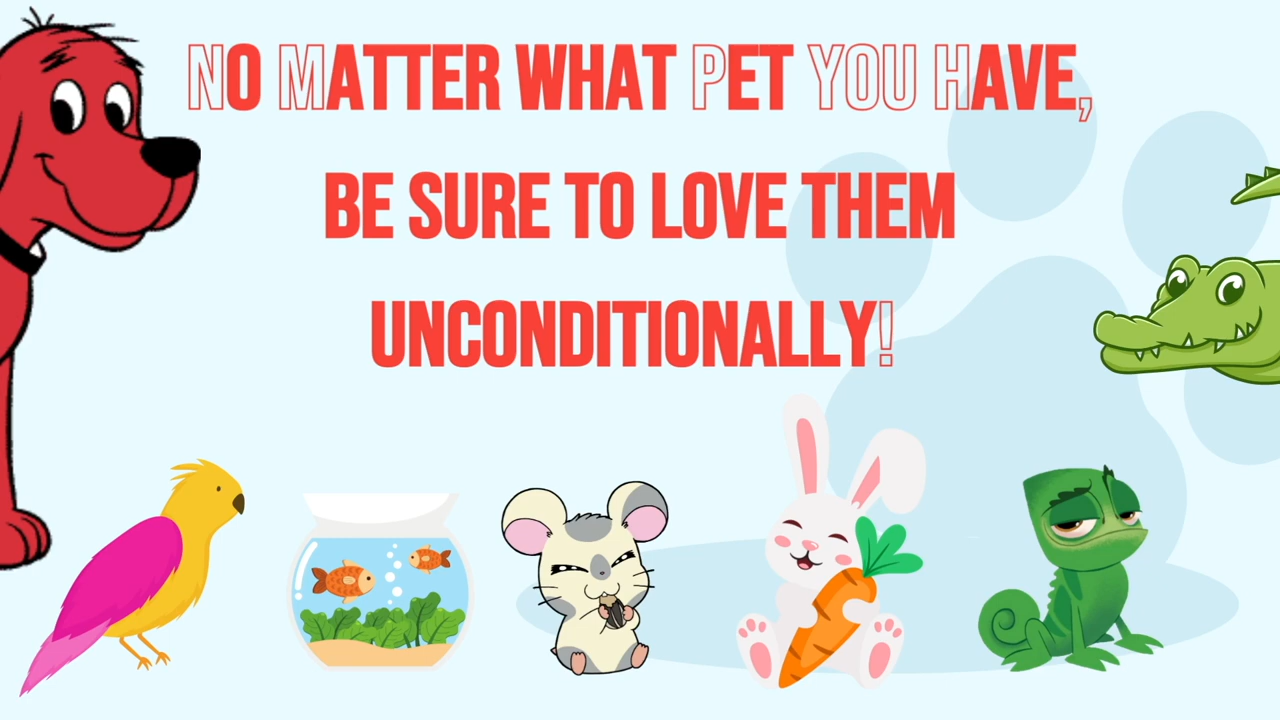 NO MATTER WHAT PET YOU HAVE,
BE SURE TO LOVE THEM
UNCONDITIONALLY!